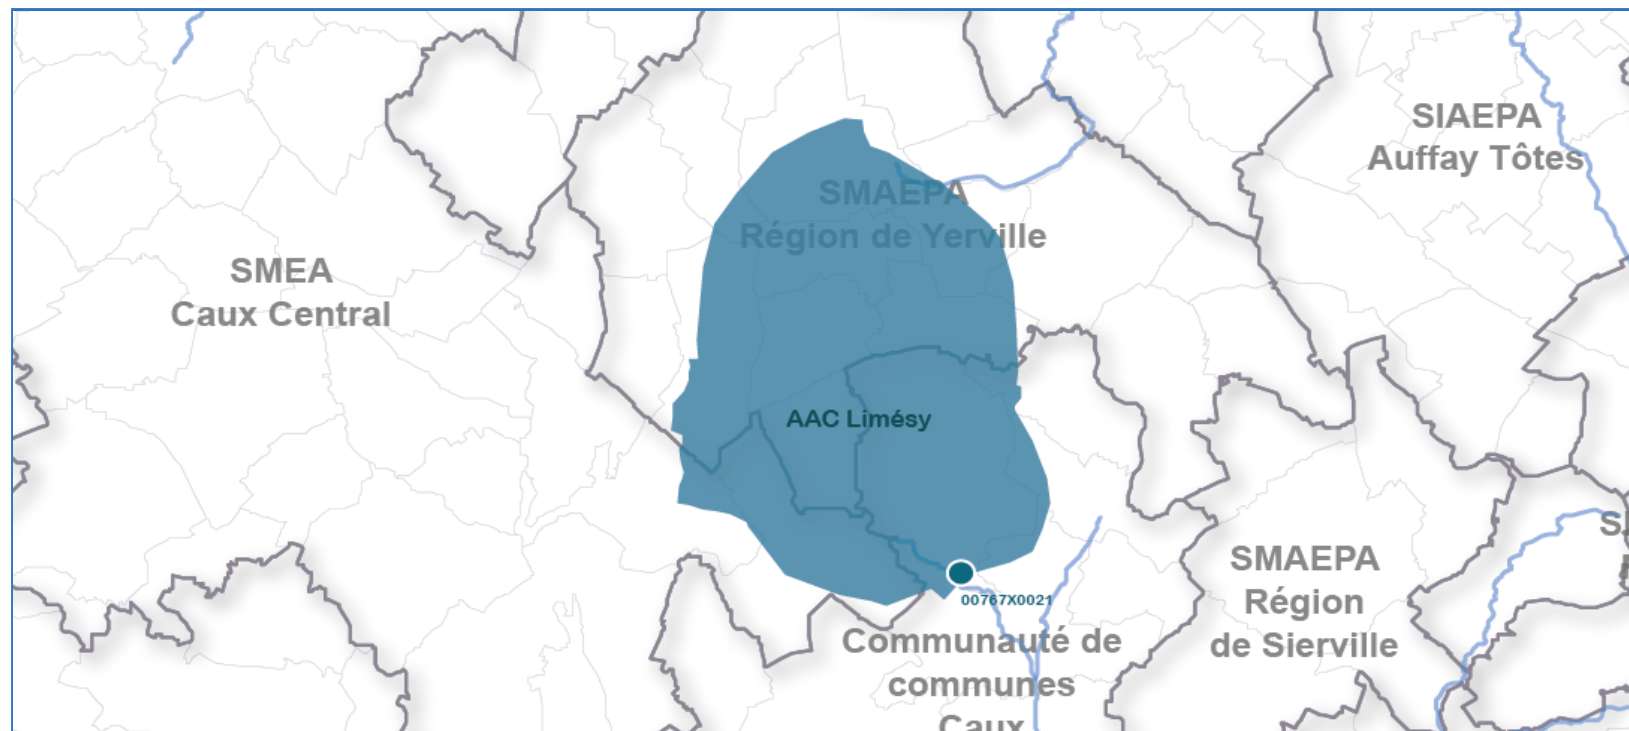 SIAEPA
Auffay Tôtes
SMAEPA
Région de Yerville
SMEA
Caux Central
AAC Limésy
00767X0021
SMAEPA
Région
de Sierville
Communauté de
communes
Caux